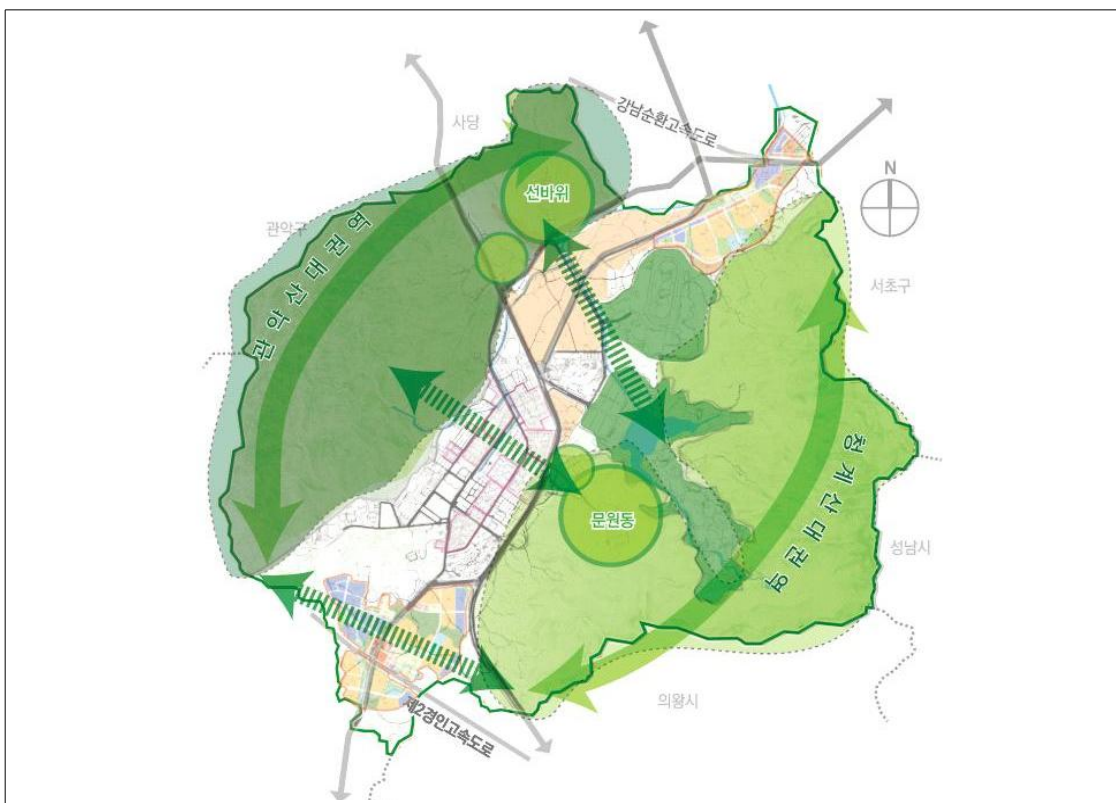 사당
강남순환고속도로
N
선바위
관악구
관악산대권역
서초구
청계산대권역
문원동
성남시
의왕시
제2경인고속도로